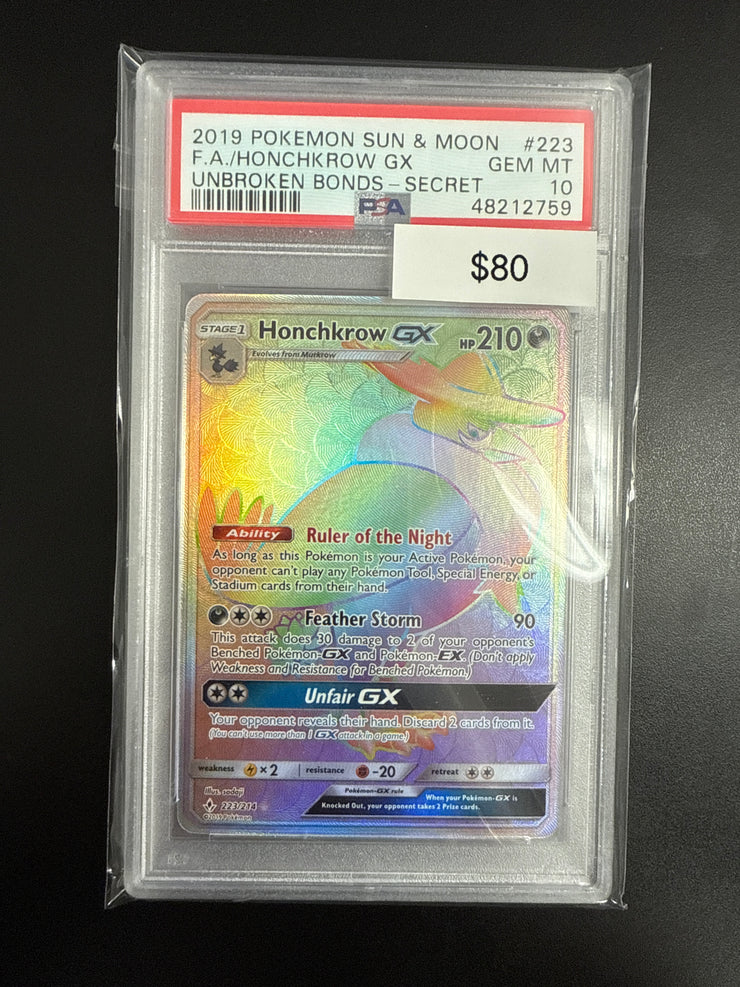 2019 POKEMON SUN & MOON #223
F.A./HONCHKROW GX GEM MT
UNBROKEN BONDS - SECRET 10
PSA 48212759
$80
STAGE 1 Honchkrow GX HP 210
Evolves from Murkrow
Ability Ruler of the Night
As long as this Pokémon is your Active Pokémon, your
opponent can't play any Pokémon Tool, Special Energy, or
Stadium cards from their hand.
Feather Storm 90
This attack does 30 damage to 2 of your opponent's
Benched Pokémon-GX and Pokémon-EX. (Don't apply
Weakness and Resistance for Benched Pokémon.)
Unfair GX
Your opponent reveals their hand. Discard 2 cards from it.
(You can't use more than 1 GX attack in a game.)
weakness ×2 resistance -20 retreat
Illus. sadaji
223/214
©2019 Pokémon
Pokémon-GX rule
When your Pokémon-GX is
Knocked Out, your opponent takes 2 Prize cards.